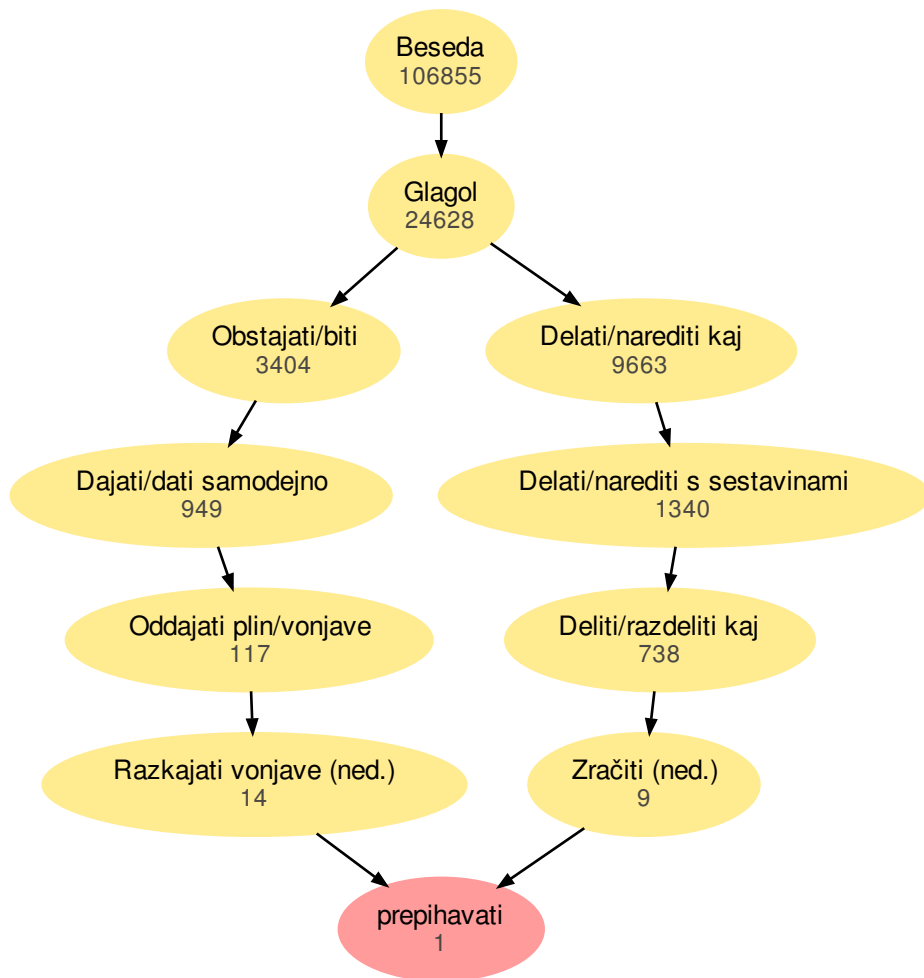 Beseda
106855
Glagol
24628
Obstajati/biti
3404
Delati/narediti kaj
9663
Dajati/dati samodejno
949
Delati/narediti s sestavinami
1340
Oddajati plin/vonjave
117
Deliti/razdeliti kaj
738
Razkajati vonjave (ned.)
14
Zračiti (ned.)
9
prepihavati
1